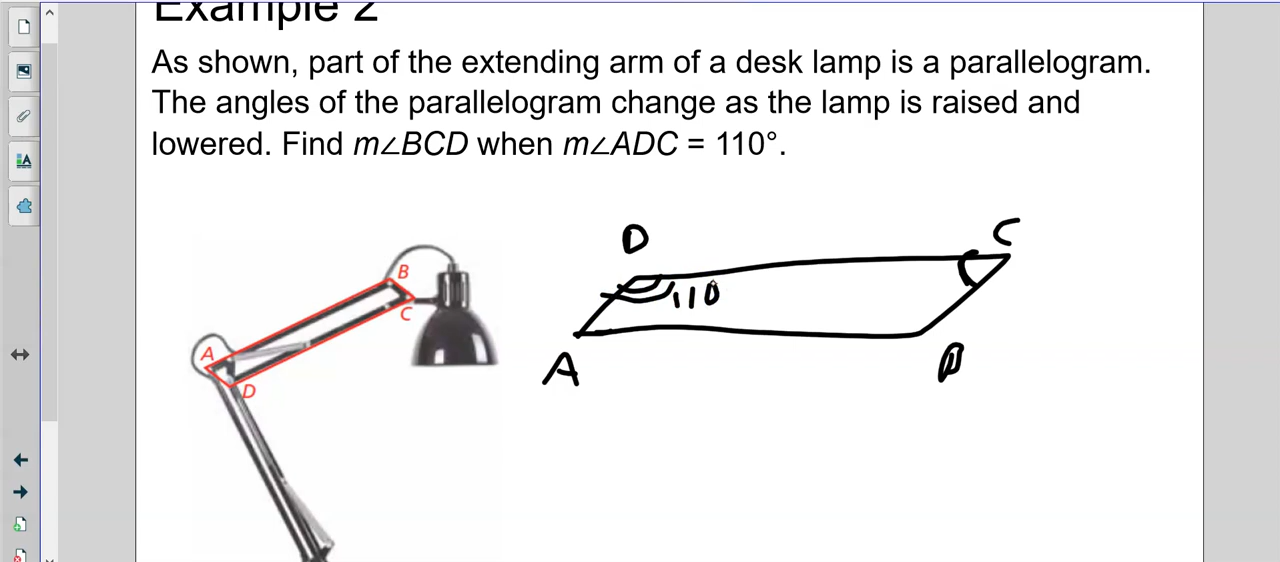 Example 2
As shown, part of the extending arm of a desk lamp is a parallelogram.
The angles of the parallelogram change as the lamp is raised and
lowered. Find m∠BCD when m∠ADC = 110°.
B
C
A
D
D
C
110
A
B